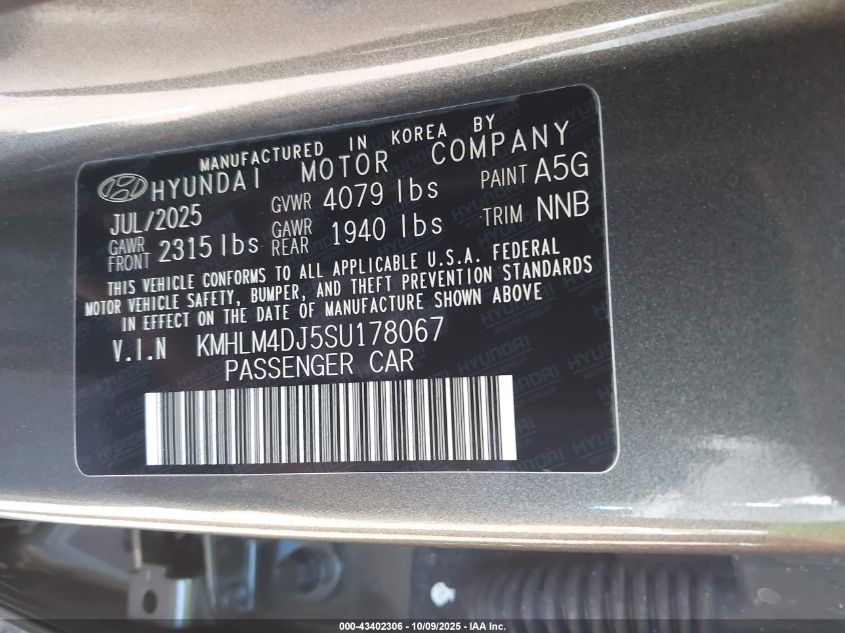 MANUFACTURED IN KOREA BY
HYUNDAI MOTOR COMPANY
JUL/2025 GVWR 4079 lbs PAINT A5G
GAWR FRONT 2315 lbs GAWR REAR 1940 lbs TRIM NNB
THIS VEHICLE CONFORMS TO ALL APPLICABLE U.S.A. FEDERAL
MOTOR VEHICLE SAFETY, BUMPER, AND THEFT PREVENTION STANDARDS
IN EFFECT ON THE DATE OF MANUFACTURE SHOWN ABOVE
V.I.N KMHLM4DJ5SU178067
PASSENGER CAR
000-43402306 - 10/09/2025 - IAA Inc.